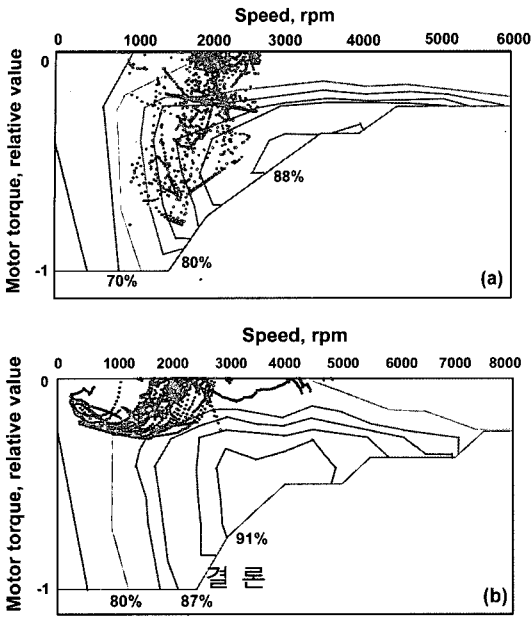 Speed, rpm
0 1000 2000 3000 4000 5000 6000
Motor torque, relative value
0
88%
80%
-1
70%
(a)
Speed, rpm
0 1000 2000 3000 4000 5000 6000 7000 8000
Motor torque, relative value
0
91%
결 론
-1
80% 87%
(b)